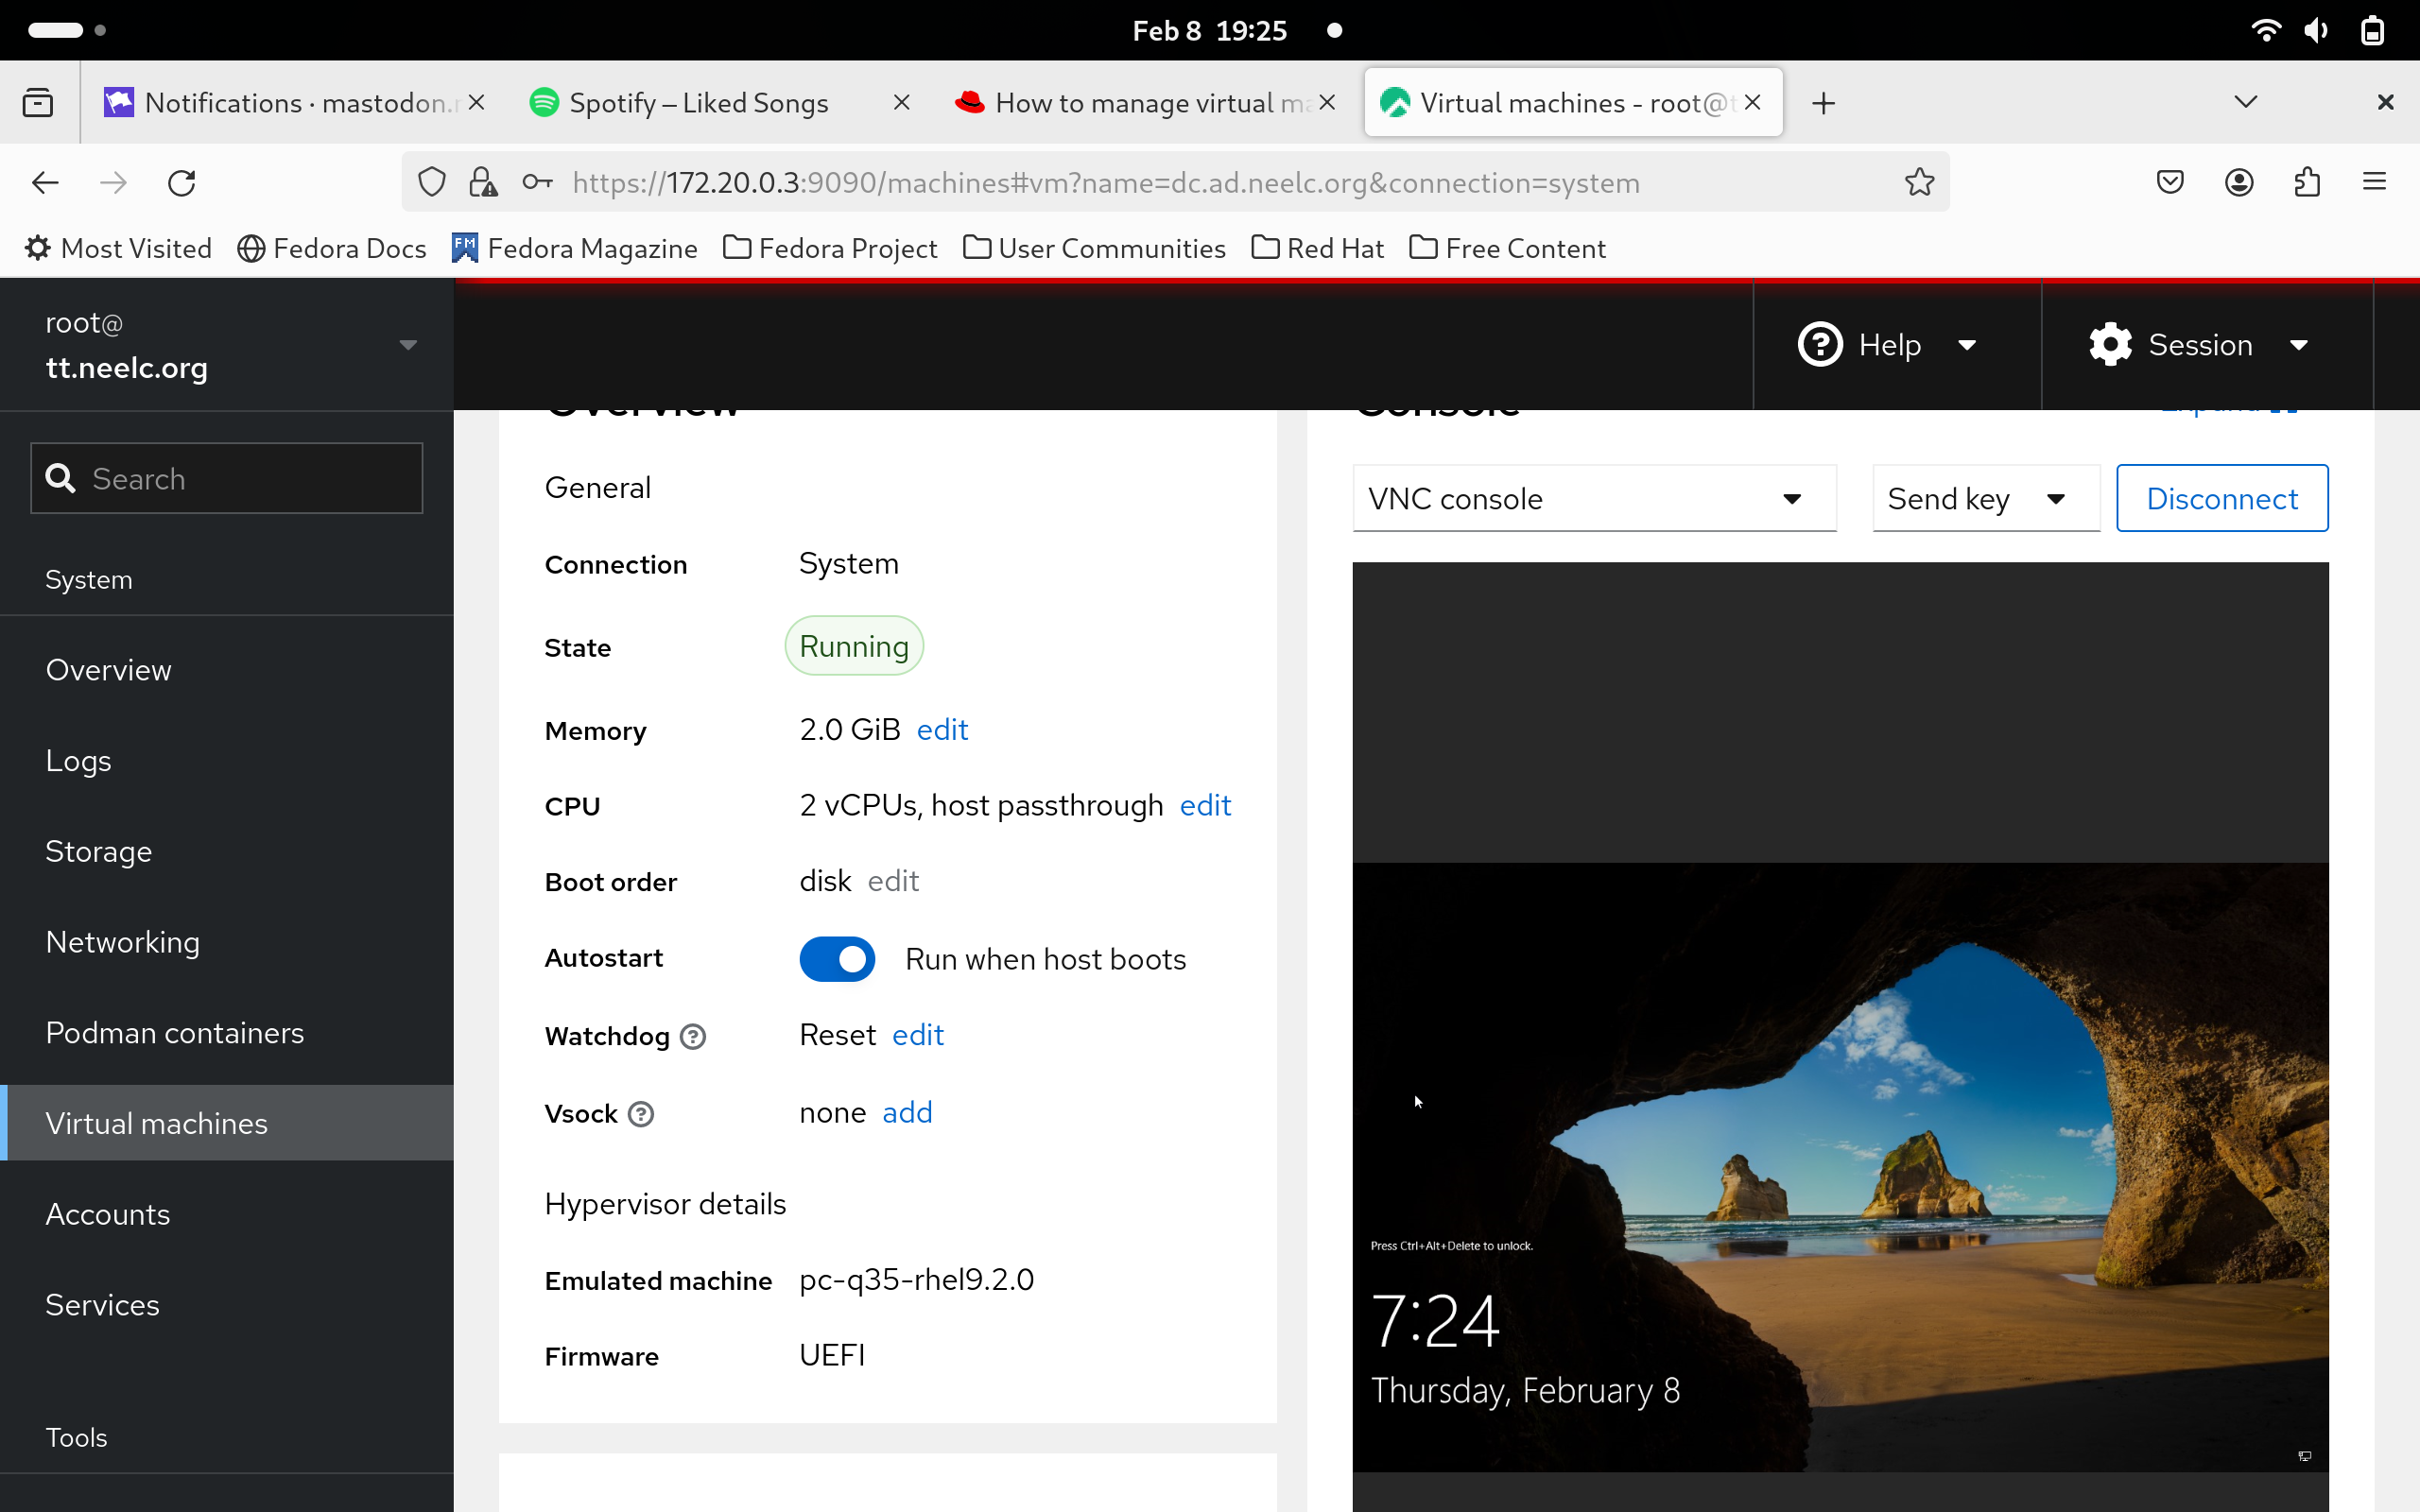 Feb 8 19:25
Notifications · mastodon.
Spotify – Liked Songs
How to manage virtual ma
Virtual machines - root@t
https://172.20.0.3:9090/machines#vm?name=dc.ad.neelc.org&connection=system
Most Visited
Fedora Docs
Fedora Magazine
Fedora Project
User Communities
Red Hat
Free Content
root@
tt.neelc.org
Help
Session
Search
System
Overview
Logs
Storage
Networking
Podman containers
Virtual machines
Accounts
Services
Tools
Overview
General
Connection System
State Running
Memory 2.0 GiB edit
CPU 2 vCPUs, host passthrough edit
Boot order disk edit
Autostart Run when host boots
Watchdog Reset edit
Vsock none add
Hypervisor details
Emulated machine pc-q35-rhel9.2.0
Firmware UEFI
Console
Expand
VNC console
Send key
Disconnect
Press Ctrl+Alt+Delete to unlock.
7:24
Thursday, February 8